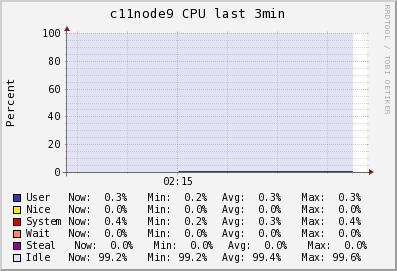 c11node9 CPU last 3min
RRDTOOL / TOBI OETIKER
Percent
100
80
60
40
20
0
02:15
User Now: 0.3% Min: 0.2% Avg: 0.3% Max: 0.3%
Nice Now: 0.0% Min: 0.0% Avg: 0.0% Max: 0.0%
System Now: 0.4% Min: 0.2% Avg: 0.3% Max: 0.4%
Wait Now: 0.0% Min: 0.0% Avg: 0.0% Max: 0.0%
Steal Now: 0.0% Min: 0.0% Avg: 0.0% Max: 0.0%
Idle Now: 99.2% Min: 99.2% Avg: 99.4% Max: 99.6%